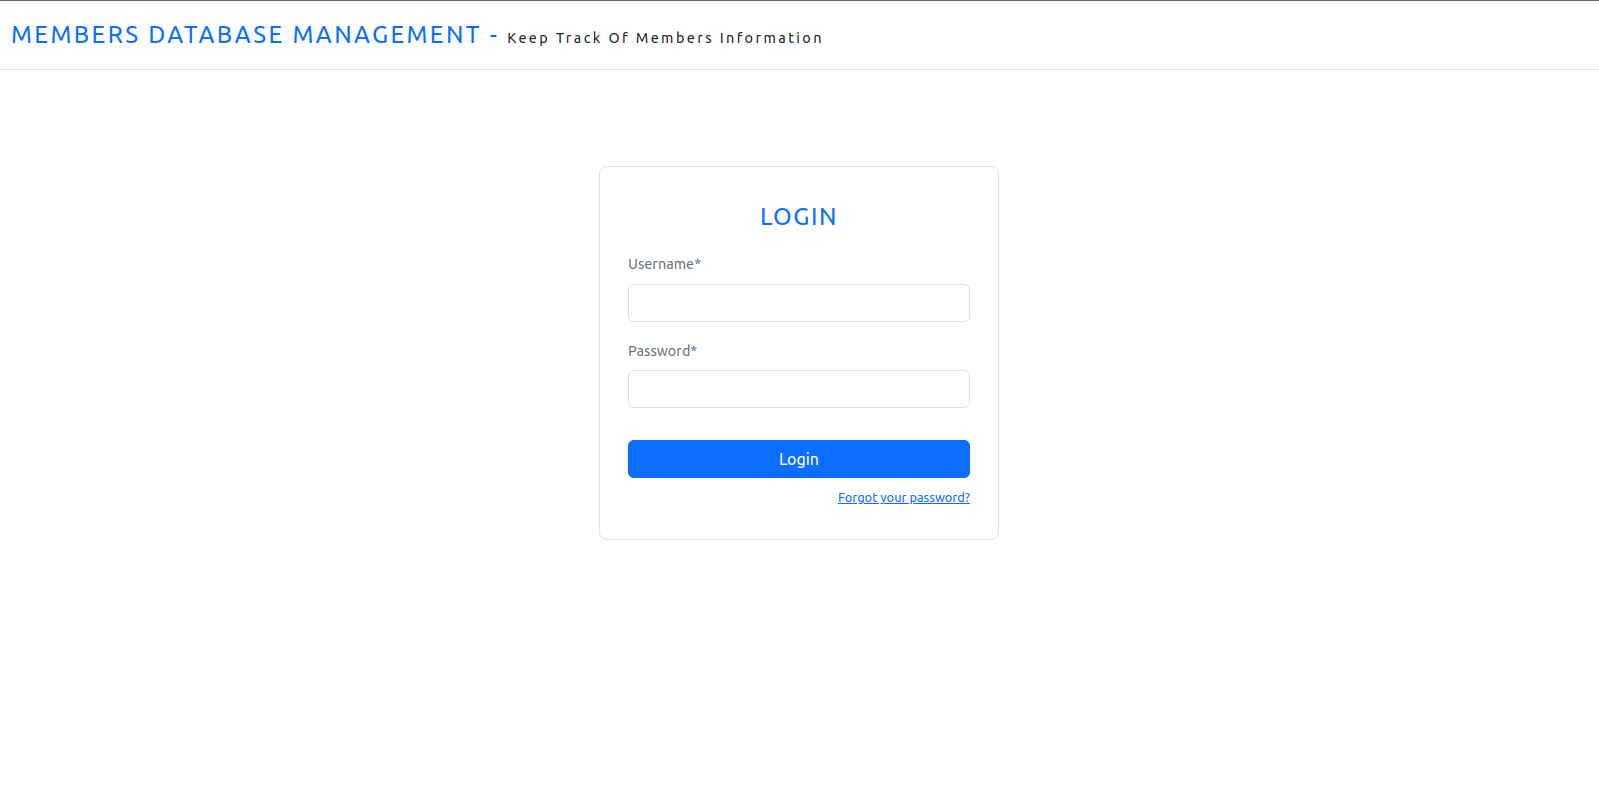 MEMBERS DATABASE MANAGEMENT - Keep Track Of Members Information
LOGIN
Username*
Password*
Login
Forgot your password?